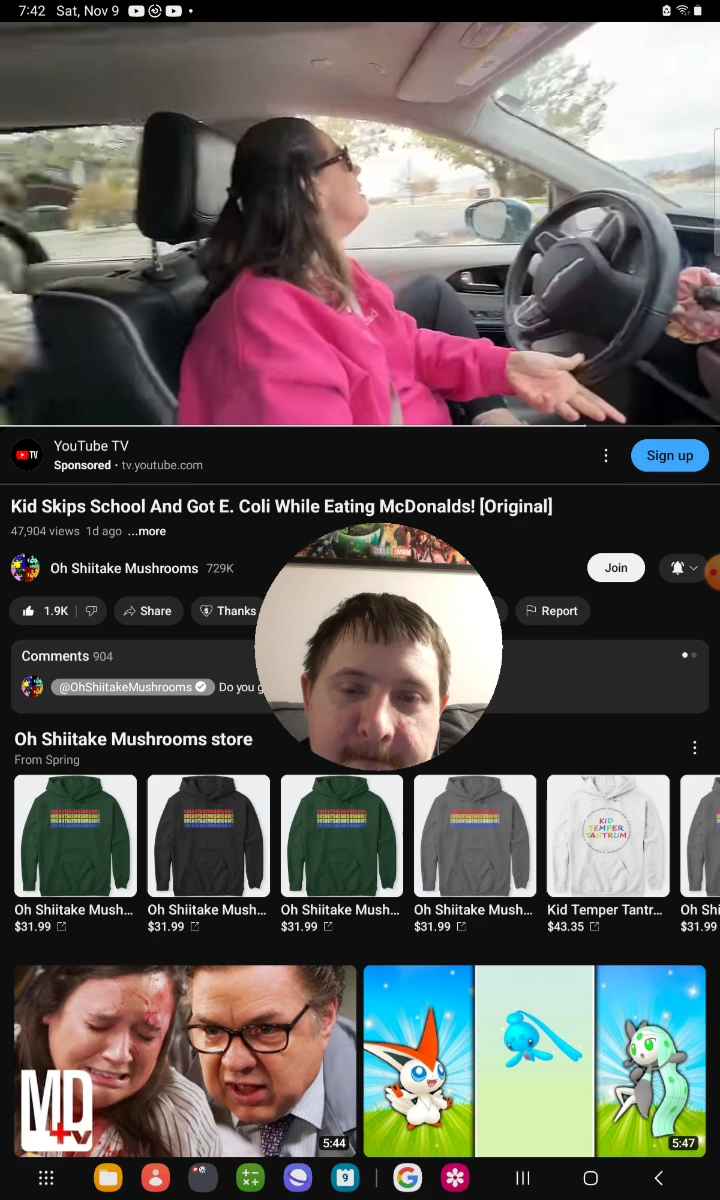 7:42 Sat, Nov 9
YouTube TV
Sponsored · tv.youtube.com
Sign up
Kid Skips School And Got E. Coli While Eating McDonalds! [Original]
47,904 views 1d ago ...more
Oh Shiitake Mushrooms 729K
Join
1.9K
Share
Thanks
Report
Comments 904
@OhShiitakeMushrooms Do you g
Oh Shiitake Mushrooms store
From Spring
KID
TEMPER
TANTRUM
Oh Shiitake Mush...
$31.99
Oh Shiitake Mush...
$31.99
Oh Shiitake Mush...
$31.99
Oh Shiitake Mush...
$31.99
Kid Temper Tantr...
$43.35
Oh Shi
$31.99
MD
TV
5:44
5:47
9